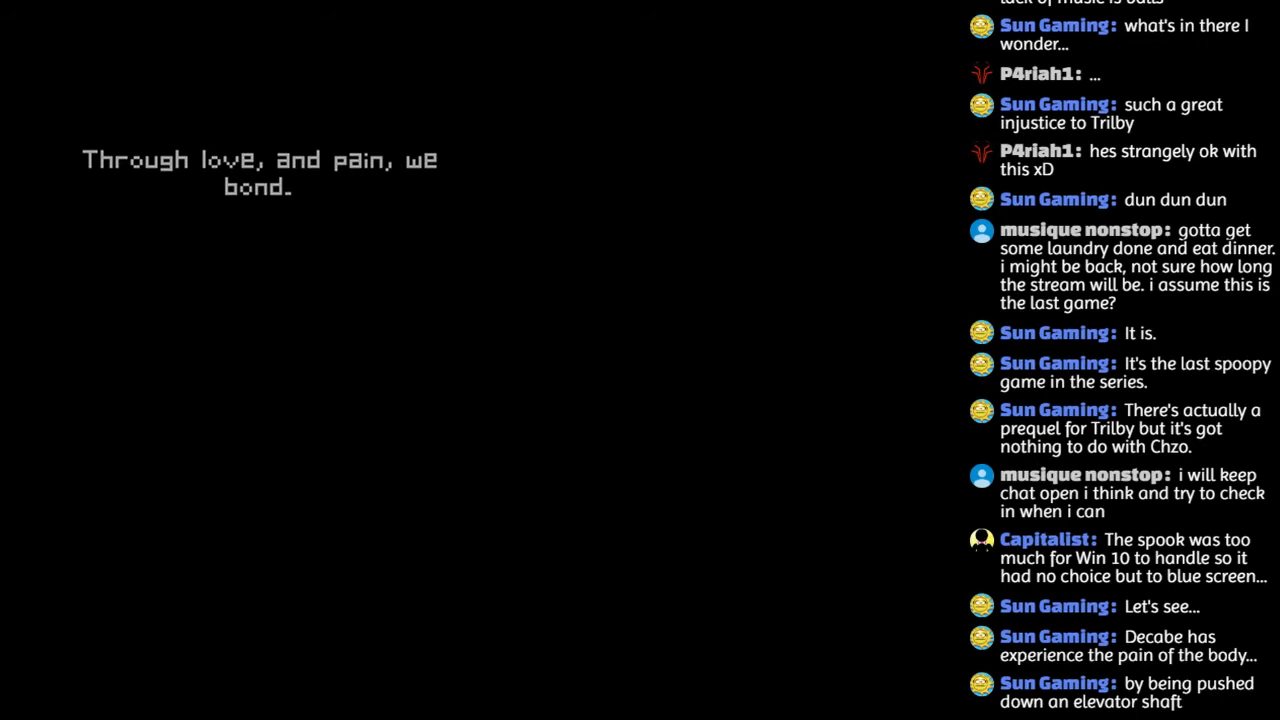 Through love, and pain, we
bond.
Sun Gaming: what's in there I
wonder...
P4riah1: ...
Sun Gaming: such a great
injustice to Trilby
P4riah1: hes strangely ok with
this xD
Sun Gaming: dun dun dun
musique nonstop: gotta get
some laundry done and eat dinner.
i might be back, not sure how long
the stream will be. i assume this is
the last game?
Sun Gaming: It is.
Sun Gaming: It's the last spoopy
game in the series.
Sun Gaming: There's actually a
prequel for Trilby but it's got
nothing to do with Chzo.
musique nonstop: i will keep
chat open i think and try to check
in when i can
Capitalist: The spook was too
much for Win 10 to handle so it
had no choice but to blue screen...
Sun Gaming: Let's see...
Sun Gaming: Decabe has
experience the pain of the body...
Sun Gaming: by being pushed
down an elevator shaft